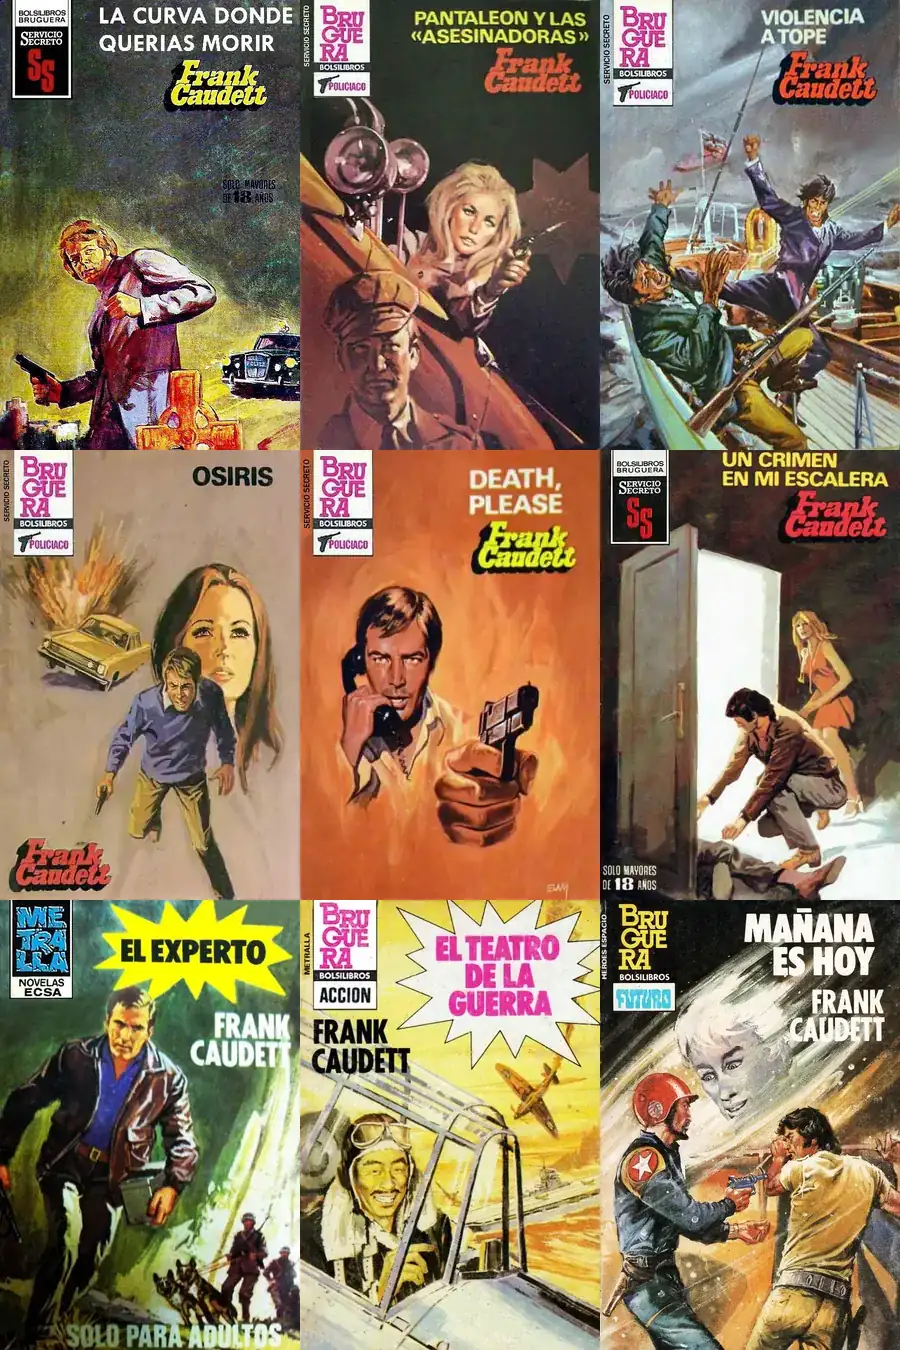 BOLSILIBROS
BRUGUERA
SERVICIO
SECRETO
SS
LA CURVA DONDE
QUERIAS MORIR
Frank
Caudett
SOLO MAYORES
DE 18 AÑOS
SERVICIO SECRETO
BRU
GUE
RA
BOLSILIBROS
POLICIACO
PANTALEON Y LAS
«ASESINADORAS»
Frank
Caudett
SERVICIO SECRETO
BRU
GUE
RA
BOLSILIBROS
POLICIACO
VIOLENCIA
A TOPE
Frank
Caudett
SERVICIO SECRETO
BRU
GUE
RA
BOLSILIBROS
POLICIACO
OSIRIS
Frank
Caudett
SERVICIO SECRETO
BRU
GUE
RA
BOLSILIBROS
POLICIACO
DEATH,
PLEASE
Frank
Caudett
BOLSILIBROS
BRUGUERA
SERVICIO
SECRETO
SS
UN CRIMEN
EN MI ESCALERA
Frank
Caudett
SOLO MAYORES
DE 18 AÑOS
ME
TRA
LLA
NOVELAS
ECSA
EL EXPERTO
FRANK
CAUDETT
SOLO PARA ADULTOS
METRALLA
BRU
GUE
RA
BOLSILIBROS
ACCION
EL TEATRO
DE LA
GUERRA
FRANK
CAUDETT
HEROES ESPACIO
BRU
GUE
RA
BOLSILIBROS
FUTURO
MAÑANA
ES HOY
FRANK
CAUDETT